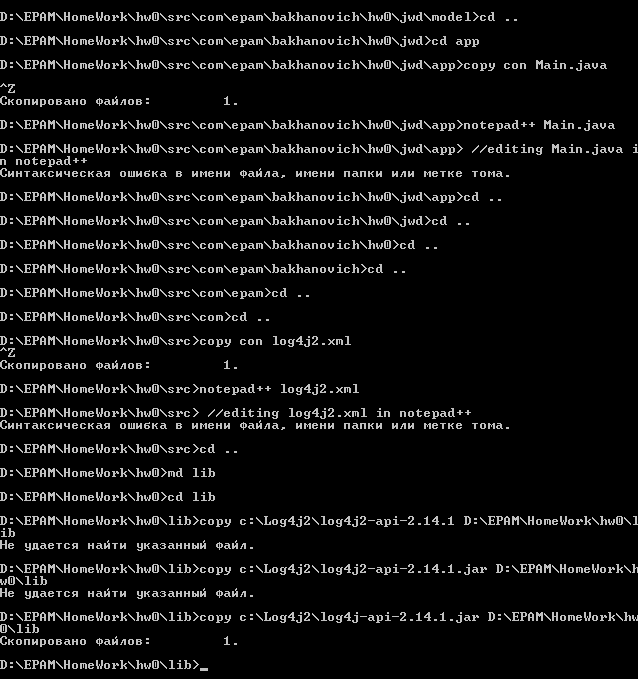 D:\EPAM\HomeWork\hw0\src\com\epam\bakhanovich\hw0\jwd\model>cd ..
D:\EPAM\HomeWork\hw0\src\com\epam\bakhanovich\hw0\jwd>cd app
D:\EPAM\HomeWork\hw0\src\com\epam\bakhanovich\hw0\jwd\app>copy con Main.java
^Z
Скопировано файлов:         1.
D:\EPAM\HomeWork\hw0\src\com\epam\bakhanovich\hw0\jwd\app>notepad++ Main.java
D:\EPAM\HomeWork\hw0\src\com\epam\bakhanovich\hw0\jwd\app> //editing Main.java i
n notepad++
Синтаксическая ошибка в имени файла, имени папки или метке тома.
D:\EPAM\HomeWork\hw0\src\com\epam\bakhanovich\hw0\jwd\app>cd ..
D:\EPAM\HomeWork\hw0\src\com\epam\bakhanovich\hw0\jwd>cd ..
D:\EPAM\HomeWork\hw0\src\com\epam\bakhanovich\hw0>cd ..
D:\EPAM\HomeWork\hw0\src\com\epam\bakhanovich>cd ..
D:\EPAM\HomeWork\hw0\src\com\epam>cd ..
D:\EPAM\HomeWork\hw0\src\com>cd ..
D:\EPAM\HomeWork\hw0\src>copy con log4j2.xml
^Z
Скопировано файлов:         1.
D:\EPAM\HomeWork\hw0\src>notepad++ log4j2.xml
D:\EPAM\HomeWork\hw0\src> //editing log4j2.xml in notepad++
Синтаксическая ошибка в имени файла, имени папки или метке тома.
D:\EPAM\HomeWork\hw0\src>cd ..
D:\EPAM\HomeWork\hw0>md lib
D:\EPAM\HomeWork\hw0>cd lib
D:\EPAM\HomeWork\hw0\lib>copy c:\Log4j2\log4j2-api-2.14.1 D:\EPAM\HomeWork\hw0\l
ib
Не удается найти указанный файл.
D:\EPAM\HomeWork\hw0\lib>copy c:\Log4j2\log4j2-api-2.14.1.jar D:\EPAM\HomeWork\h
w0\lib
Не удается найти указанный файл.
D:\EPAM\HomeWork\hw0\lib>copy c:\Log4j2\log4j-api-2.14.1.jar D:\EPAM\HomeWork\hw
0\lib
Скопировано файлов:         1.
D:\EPAM\HomeWork\hw0\lib>_